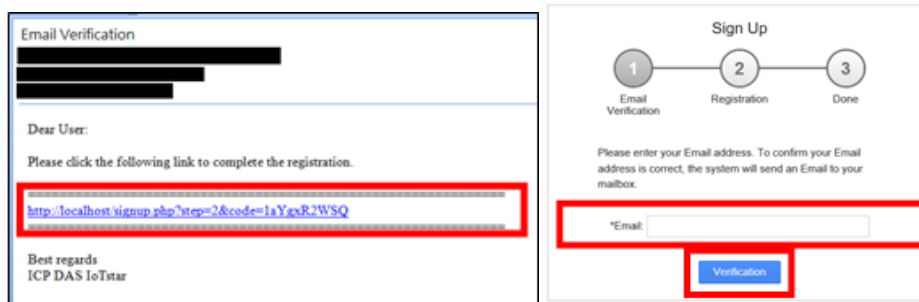 Email Verification
Dear User:
Please click the following link to complete the registration.
http://localhost/signup.php?step=2&code=1aYgxR2WSQ
Best regards
ICP DAS IoTstar
Sign Up
1
2
3
Email
Verification
Registration
Done
Please enter your Email address. To confirm your Email
address is correct, the system will send an Email to your
mailbox.
*Email:
Verification